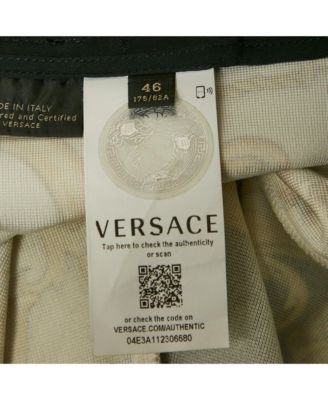 46
175/82A
DE IN ITALY
ered and Certified
VERSACE
VERSACE
Tap here to check the authenticity
or scan
or check the code on
VERSACE.COM/AUTHENTIC
04E3A112306680